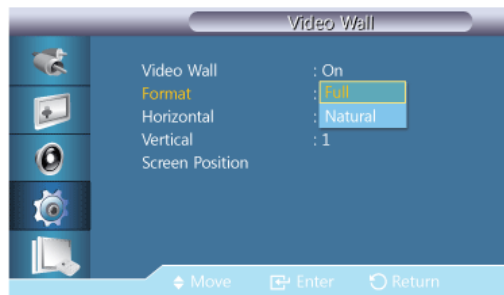 Video Wall
Video Wall : On
Format : Full
Horizontal : Natural
Vertical : 1
Screen Position
Move Enter Return